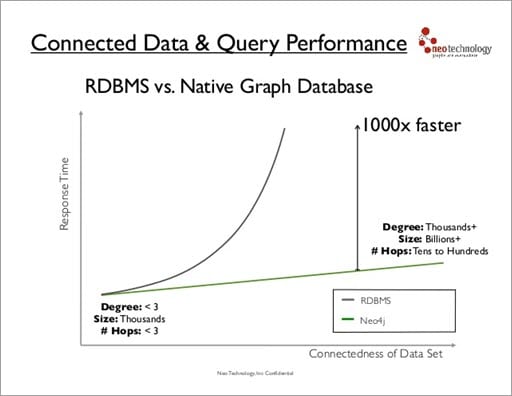 Connected Data & Query Performance
neotechnology
graphs are everywhere
RDBMS vs. Native Graph Database
1000x faster
Response Time
Degree: Thousands+
Size: Billions+
# Hops: Tens to Hundreds
Degree: < 3
Size: Thousands
# Hops: < 3
RDBMS
Neo4j
Connectedness of Data Set
Neo Technology, Inc Confidential